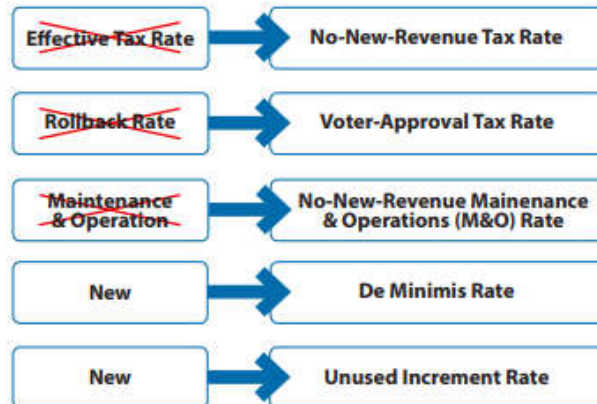 Effective Tax Rate
No-New-Revenue Tax Rate
Rollback Rate
Voter-Approval Tax Rate
Maintenance
& Operation
No-New-Revenue Mainenance
& Operations (M&O) Rate
New
De Minimis Rate
New
Unused Increment Rate